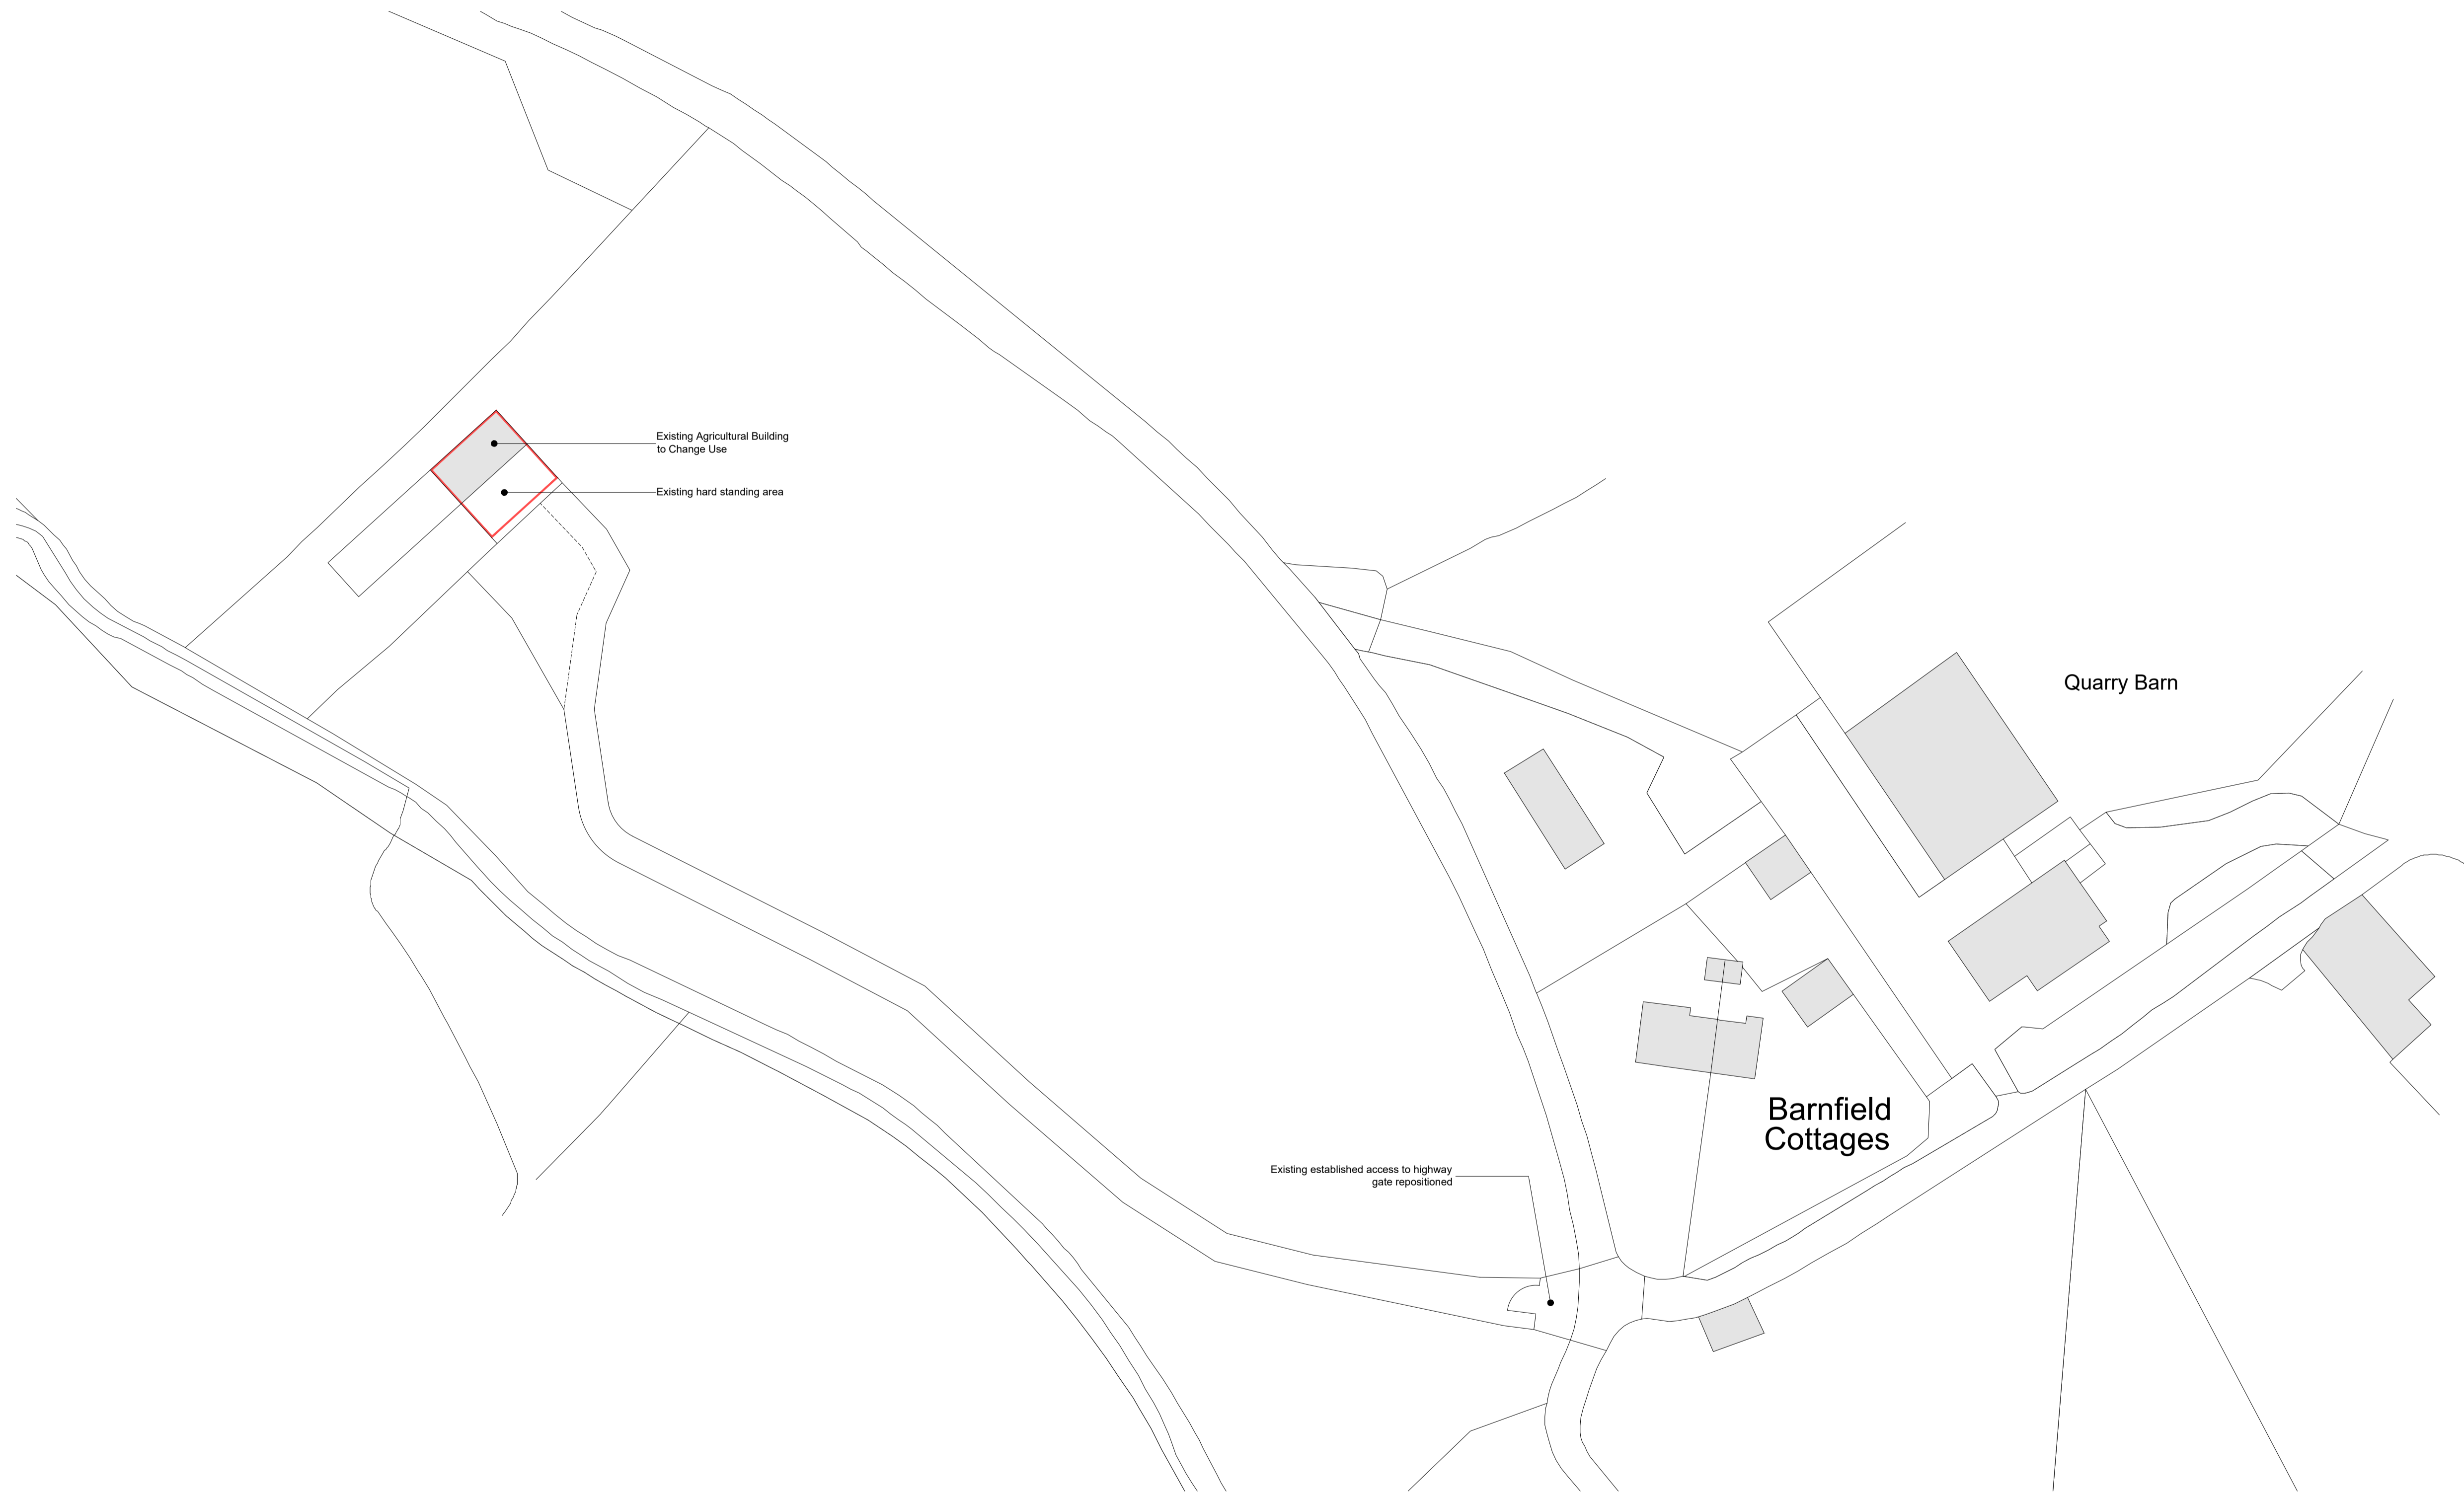 Existing Agricultural Building
to Change Use
Existing hard standing area
Quarry Barn
Barnfield
Cottages
Existing established access to highway
gate repositioned